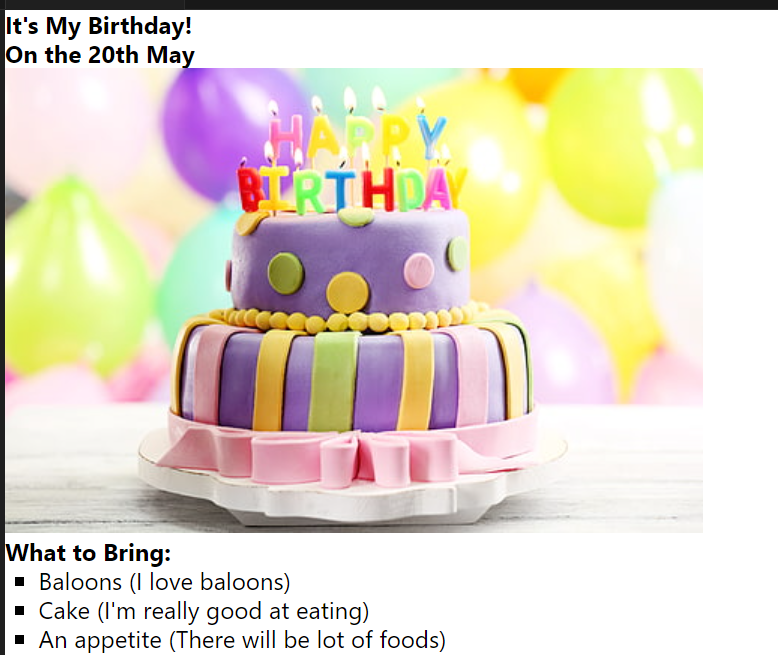 It's My Birthday!
On the 20th May
HAPPY
BIRTHDAY
What to Bring:
Baloons (I love baloons)
Cake (I'm really good at eating)
An appetite (There will be lot of foods)